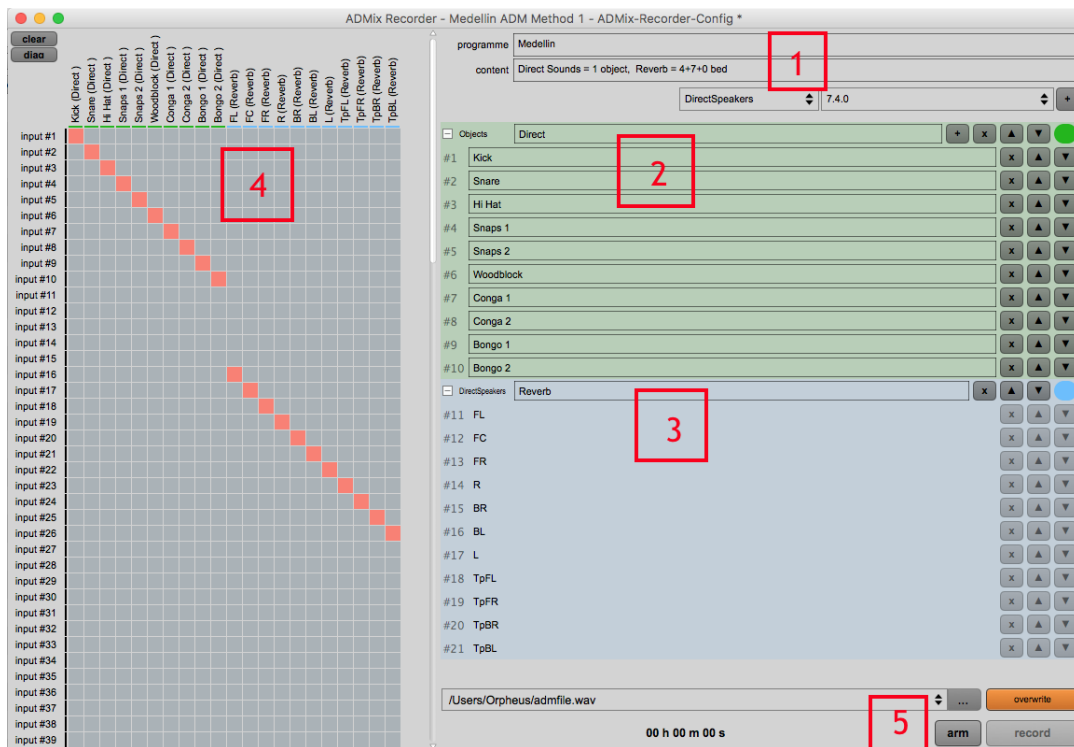 ADMix Recorder - Medellin ADM Method 1 - ADMix-Recorder-Config *
clear
diag
Kick (Direct )
Snare (Direct )
Hi Hat (Direct )
Snaps 1 (Direct )
Snaps 2 (Direct )
Woodblock (Direct )
Conga 1 (Direct )
Conga 2 (Direct )
Bongo 1 (Direct )
Bongo 2 (Direct )
FL (Reverb)
FC (Reverb)
FR (Reverb)
R (Reverb)
BR (Reverb)
BL (Reverb)
L (Reverb)
TpFL (Reverb)
TpFR (Reverb)
TpBR (Reverb)
TpBL (Reverb)
input #1
input #2
input #3
input #4
input #5
input #6
input #7
input #8
input #9
input #10
input #11
input #12
input #13
input #14
input #15
input #16
input #17
input #18
input #19
input #20
input #21
input #22
input #23
input #24
input #25
input #26
input #27
input #28
input #29
input #30
input #31
input #32
input #33
input #34
input #35
input #36
input #37
input #38
input #39
4
programme Medellin
content Direct Sounds = 1 object, Reverb = 4+7+0 bed
1
DirectSpeakers 7.4.0 +
Objects Direct + x
#1 Kick x
2
#2 Snare x
#3 Hi Hat x
#4 Snaps 1 x
#5 Snaps 2 x
#6 Woodblock x
#7 Conga 1 x
#8 Conga 2 x
#9 Bongo 1 x
#10 Bongo 2 x
DirectSpeakers Reverb x
#11 FL x
3
#12 FC x
#13 FR x
#14 R x
#15 BR x
#16 BL x
#17 L x
#18 TpFL x
#19 TpFR x
#20 TpBR x
#21 TpBL x
/Users/Orpheus/admfile.wav ... overwrite
00 h 00 m 00 s 5 arm record